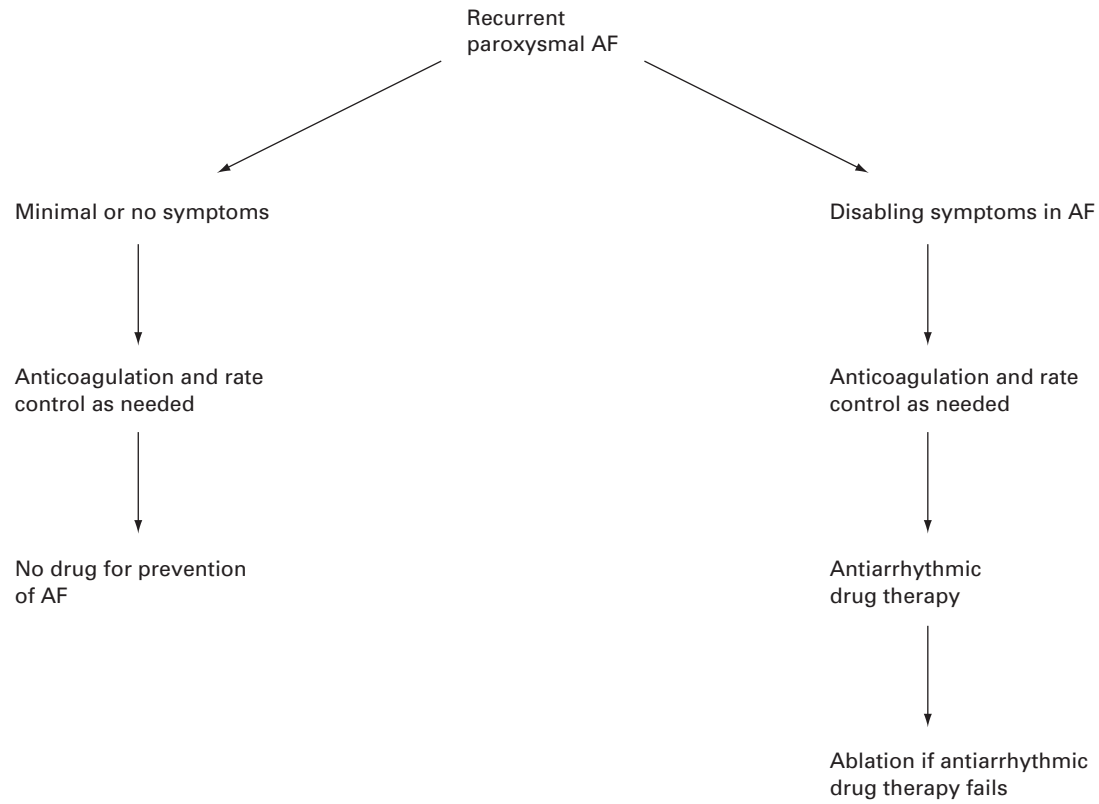 Recurrent
paroxysmal AF
Minimal or no symptoms
Disabling symptoms in AF
Anticoagulation and rate
control as needed
Anticoagulation and rate
control as needed
No drug for prevention
of AF
Antiarrhythmic
drug therapy
Ablation if antiarrhythmic
drug therapy fails